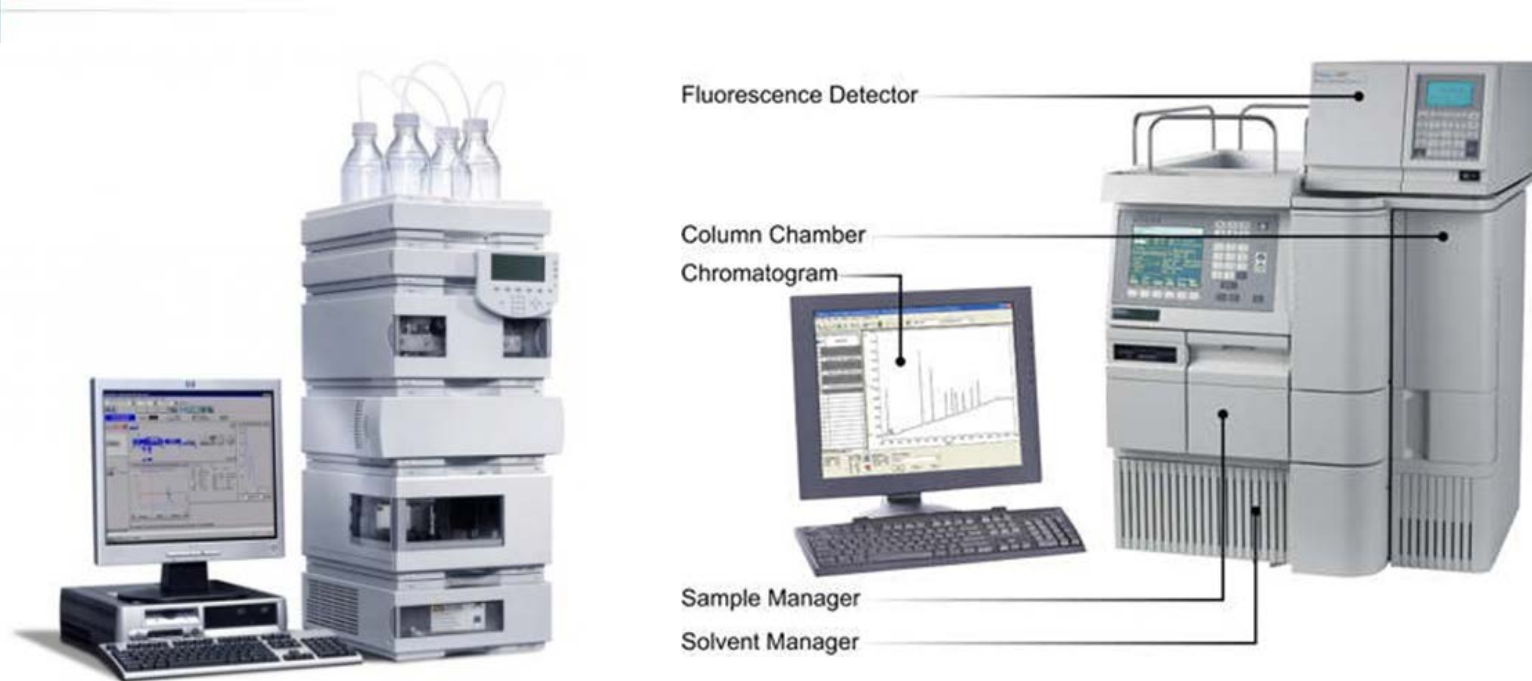 Fluorescence Detector
Column Chamber
Chromatogram
Sample Manager
Solvent Manager